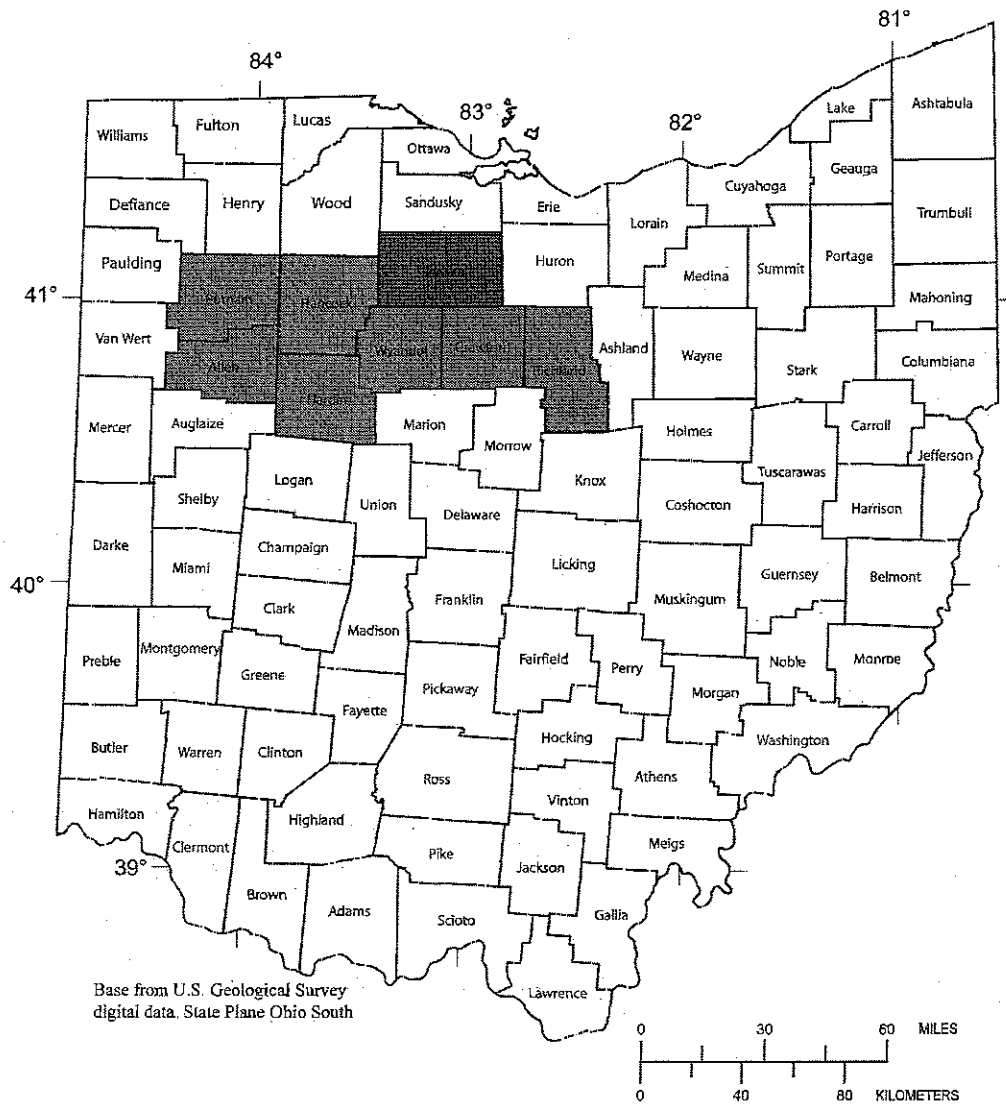 81°
84°
Lake
Ashtabula
Williams
Fulton
Lucas
83°
82°
Ottawa
Geauga
Cuyahoga
Defiance
Henry
Wood
Sandusky
Erie
Lorain
Trumbull
Paulding
Huron
Medina
Summit
Portage
41°
Putnam
Hancock
Mahoning
Van Wert
Allen
Wyandot
Crawford
Richland
Ashland
Wayne
Stark
Columbiana
Hardin
Mercer
Auglaize
Marion
Morrow
Holmes
Carroll
Jefferson
Logan
Knox
Tuscarawas
Shelby
Union
Delaware
Coshocton
Harrison
Darke
Champaign
Miami
Licking
Guernsey
Belmont
40°
Clark
Franklin
Muskingum
Madison
Preble
Montgomery
Greene
Fairfield
Perry
Noble
Monroe
Pickaway
Morgan
Fayette
Butler
Warren
Clinton
Hocking
Washington
Ross
Athens
Vinton
Hamilton
Highland
Clermont
Pike
Meigs
39°
Jackson
Brown
Adams
Scioto
Gallia
Lawrence
Base from U.S. Geological Survey
digital data, State Plane Ohio South
0 30 60 MILES
0 40 80 KILOMETERS